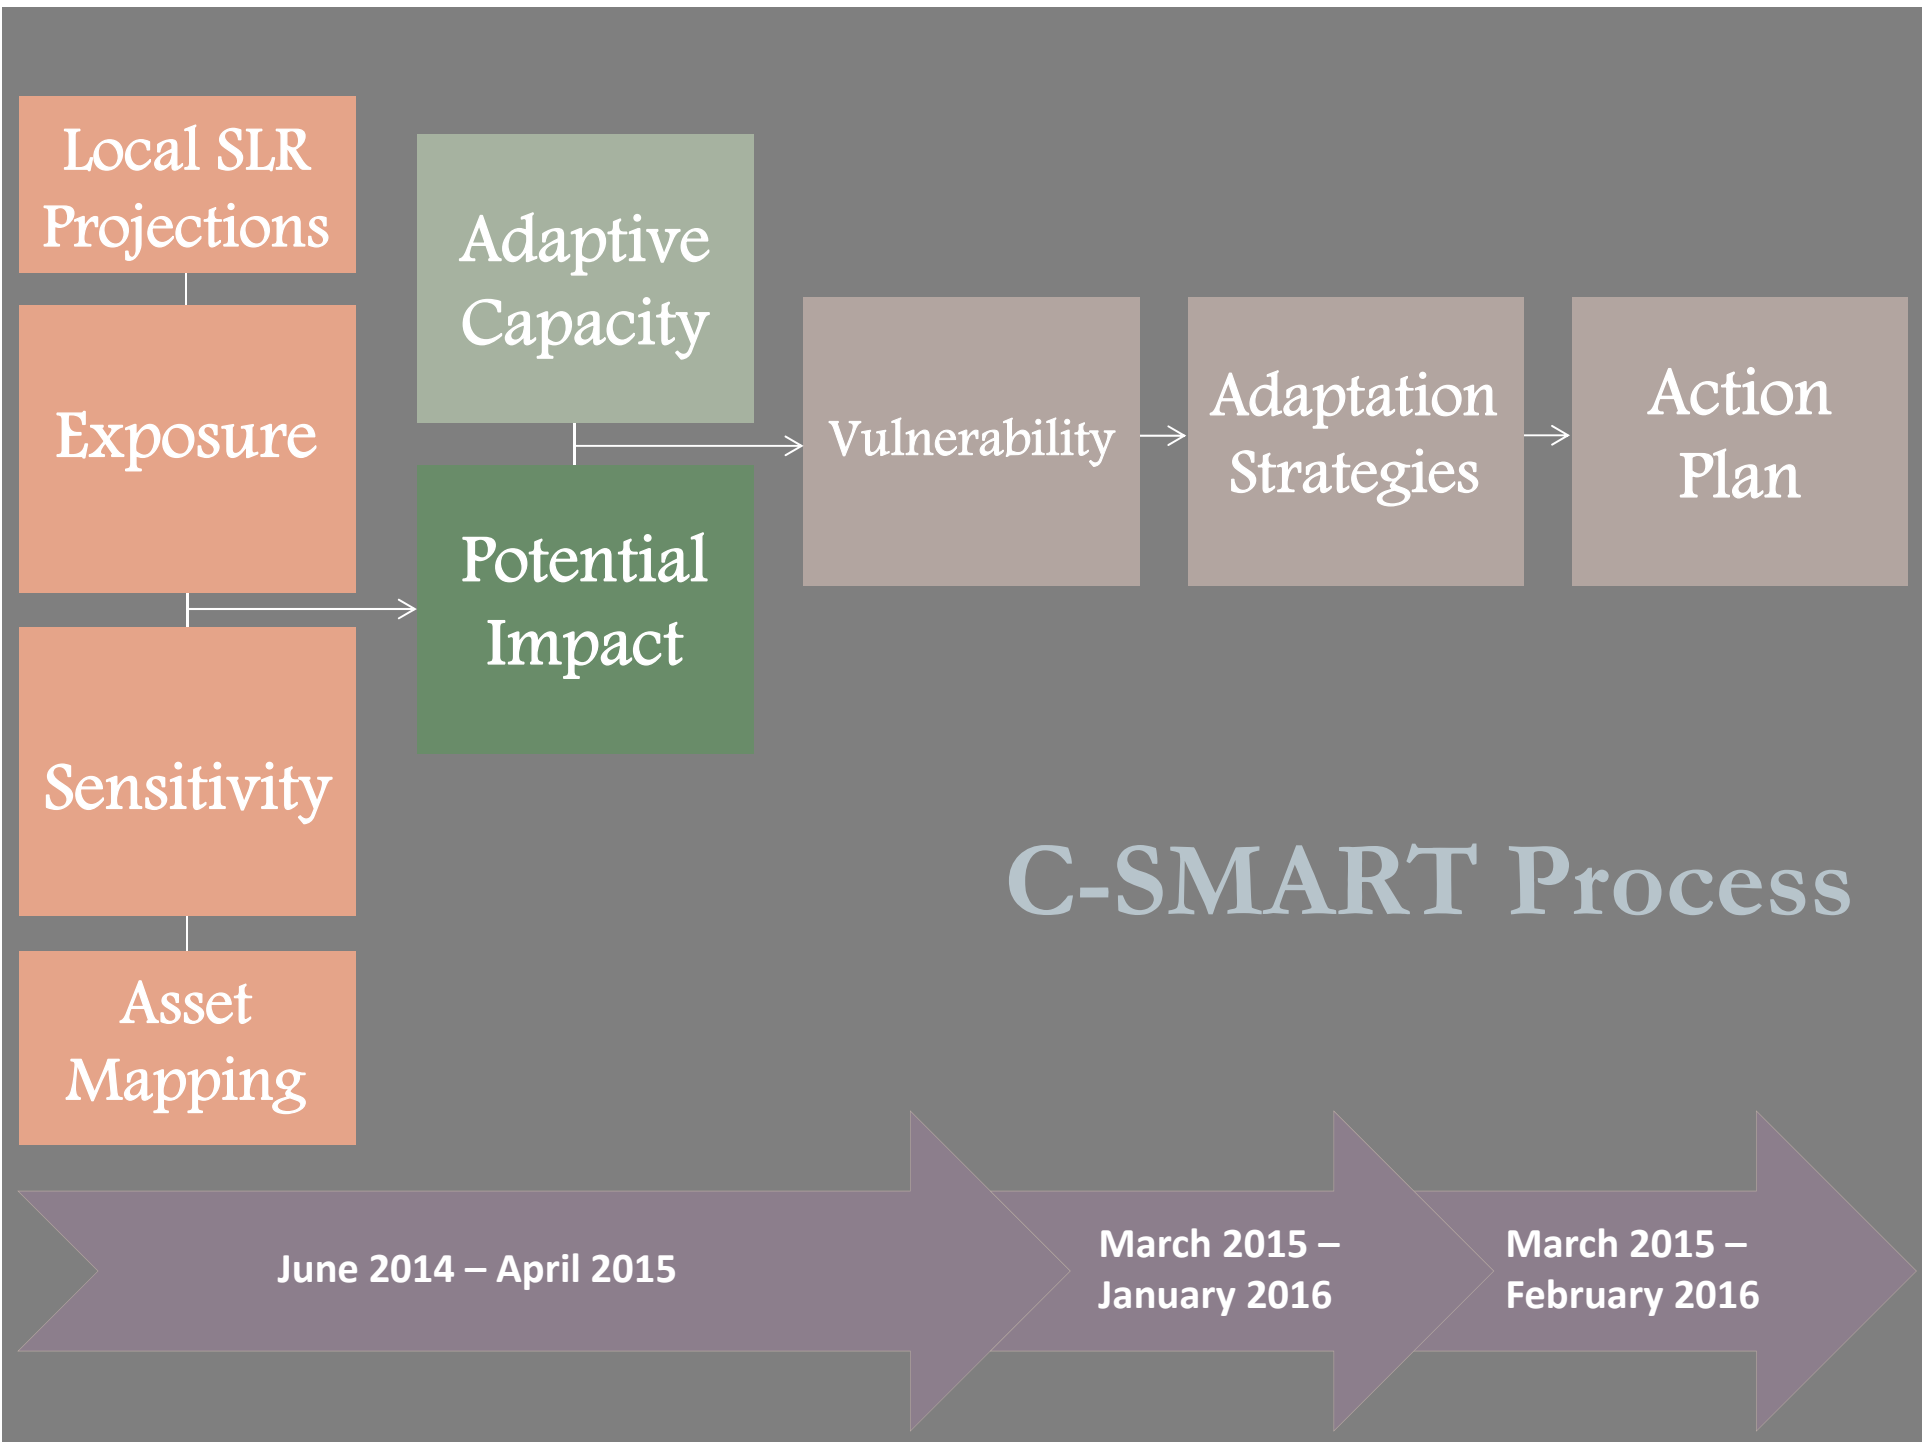 Local SLR
Projections
Exposure
Sensitivity
Asset
Mapping
Adaptive
Capacity
Potential
Impact
Vulnerability
Adaptation
Strategies
Action
Plan
C-SMART Process
June 2014 – April 2015
March 2015 –
January 2016
March 2015 –
February 2016